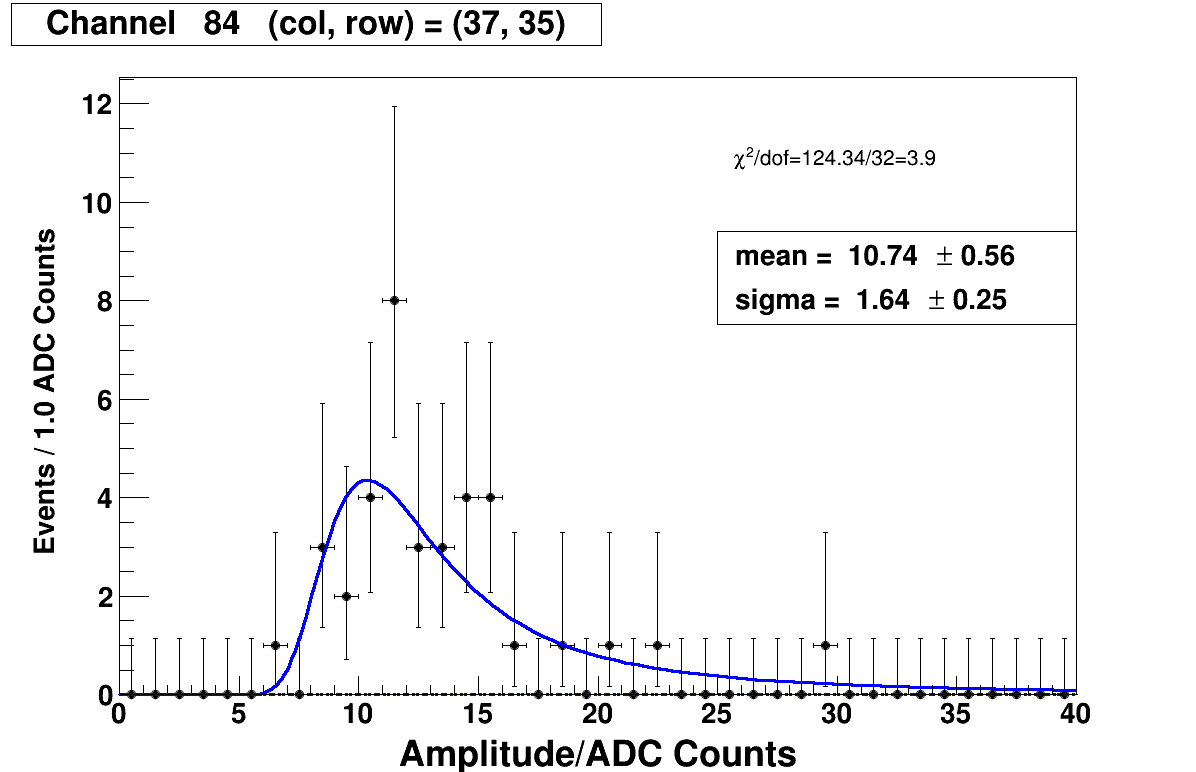 Channel 84 (col, row) = (37, 35)
12
10
8
6
4
2
0
Events / 1.0 ADC Counts
χ²/dof=124.34/32=3.9
mean = 10.74 ± 0.56
sigma = 1.64 ± 0.25
0 5 10 15 20 25 30 35 40
Amplitude/ADC Counts